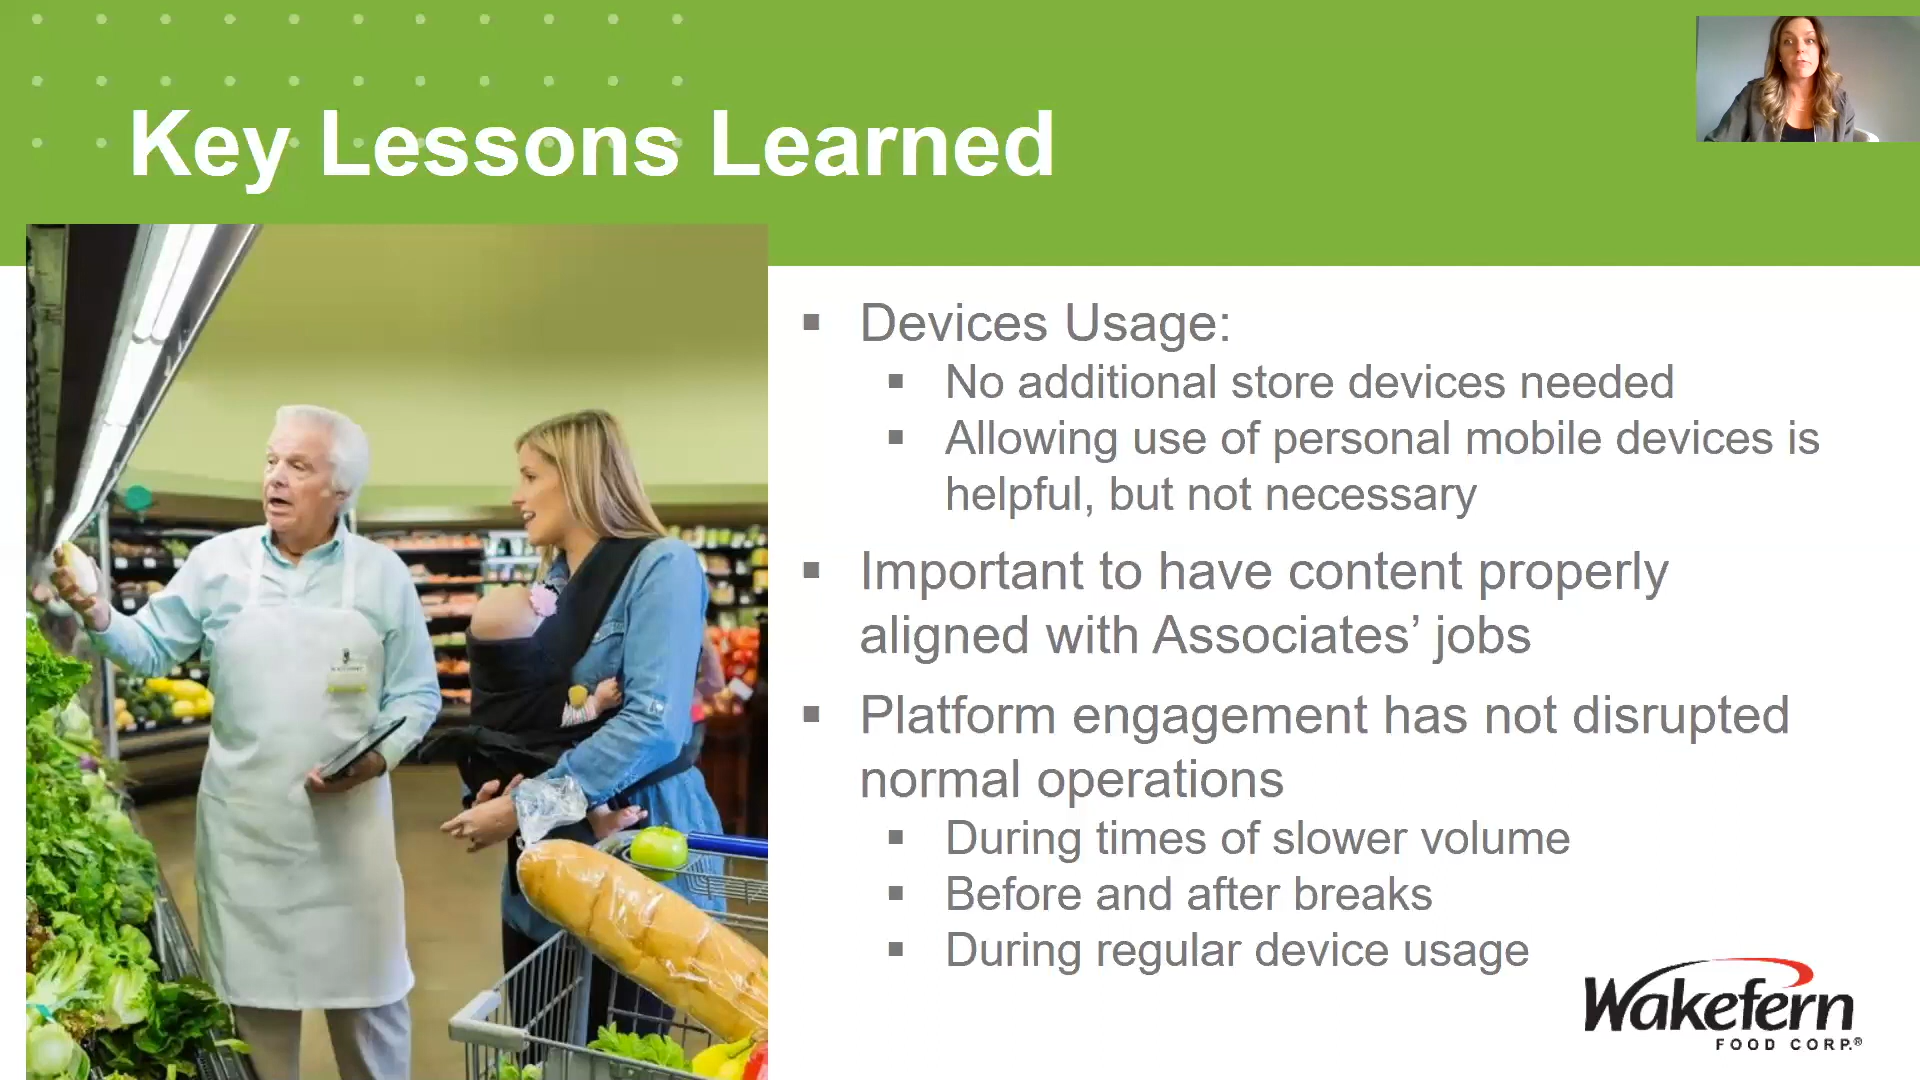 Key Lessons Learned
Devices Usage:
No additional store devices needed
Allowing use of personal mobile devices is
helpful, but not necessary
Important to have content properly
aligned with Associates’ jobs
Platform engagement has not disrupted
normal operations
During times of slower volume
Before and after breaks
During regular device usage
Wakefern
FOOD CORP.®